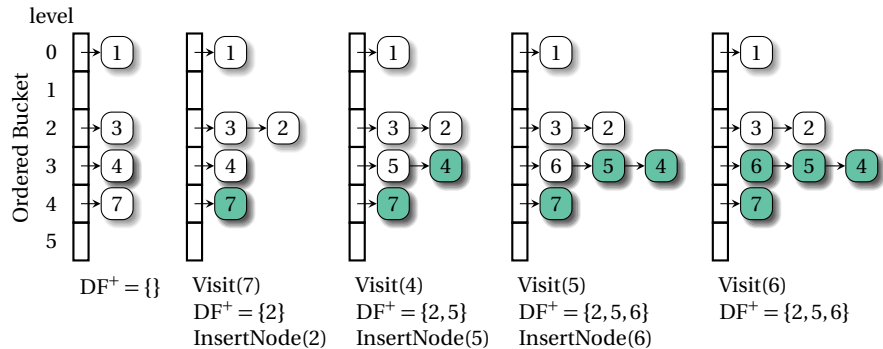 level
0 1 1 1 1 1
1
2 3 3 2 3 2 3 2 3 2
3 4 4 5 4 6 5 4 6 5 4
4 7 7 7 7 7
5
Ordered Bucket
DF+ = {} Visit(7) Visit(4) Visit(5) Visit(6)
DF+ = {2} DF+ = {2, 5} DF+ = {2, 5, 6} DF+ = {2, 5, 6}
InsertNode(2) InsertNode(5) InsertNode(6)